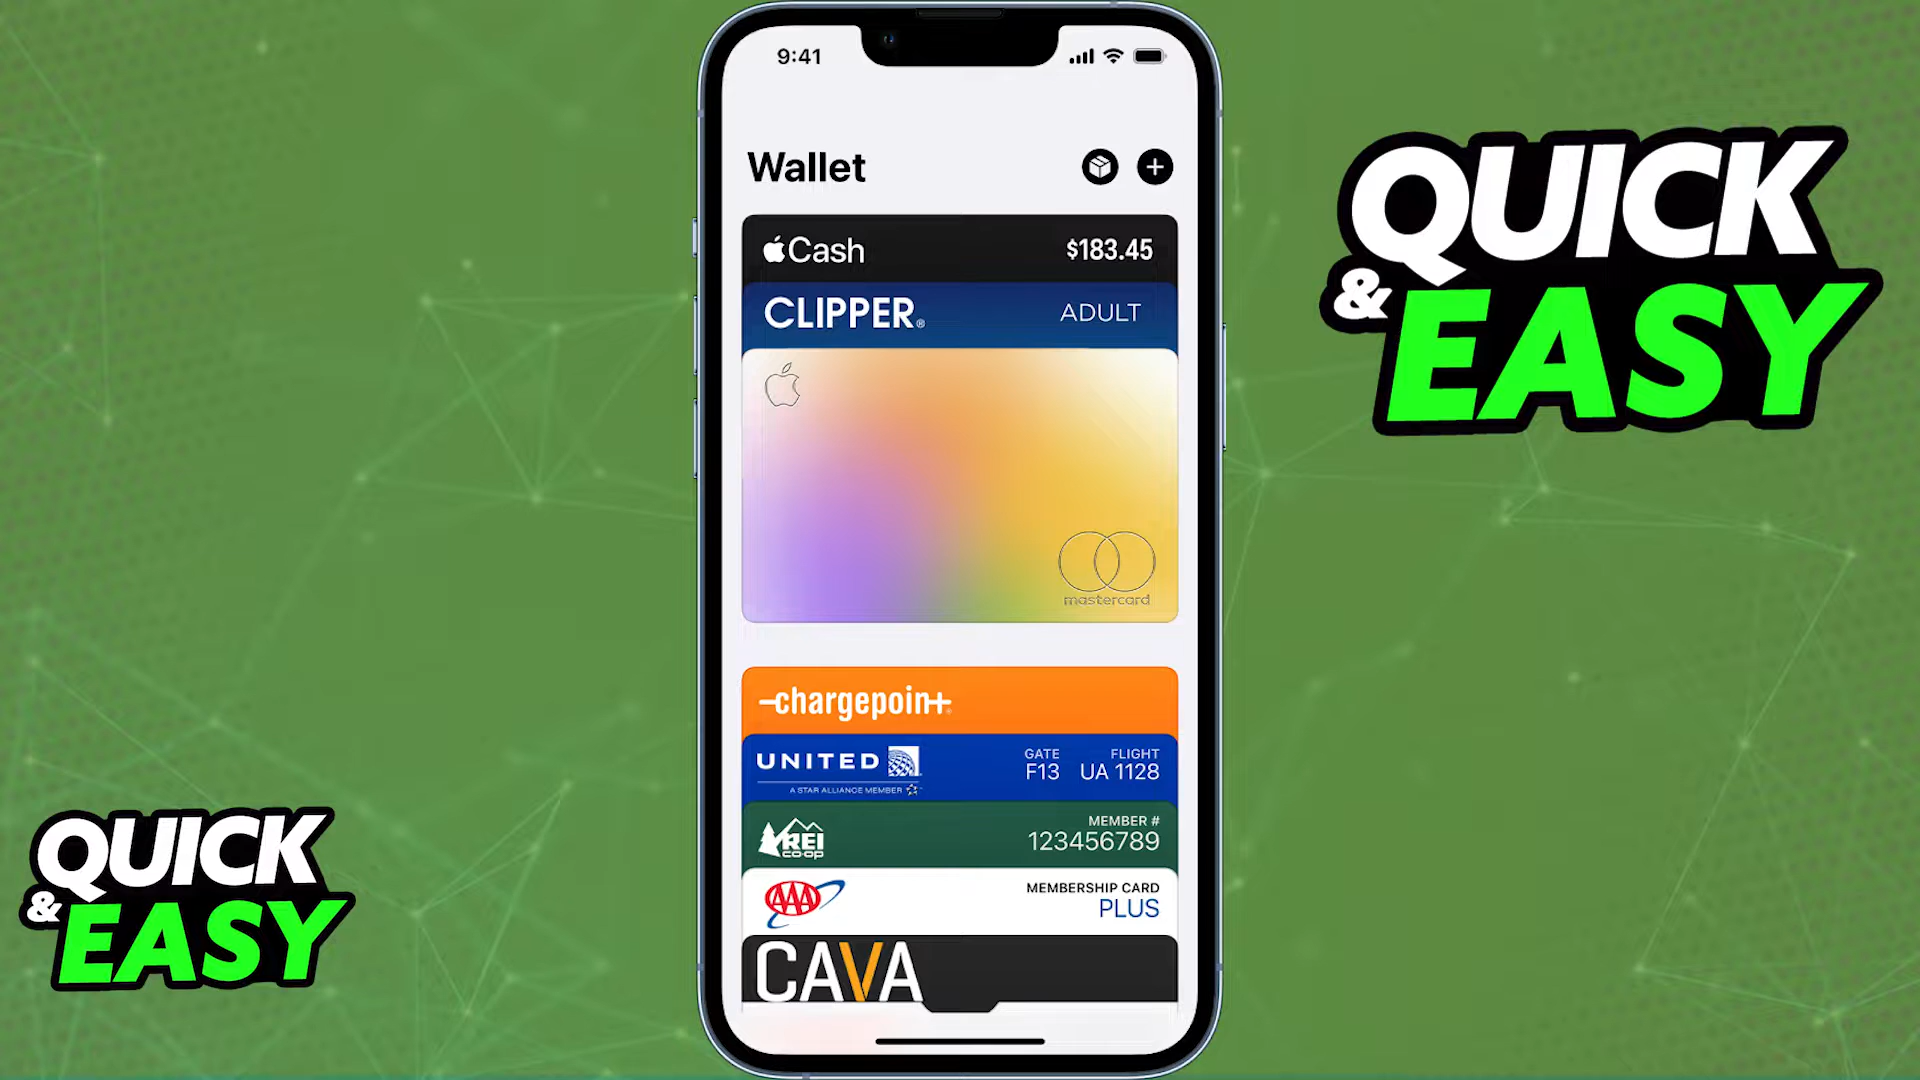 9:41
Wallet
Cash $183.45
CLIPPER® ADULT
mastercard
-chargepoin+.
UNITED
A STAR ALLIANCE MEMBER
GATE FLIGHT
F13 UA 1128
REI
co·op
MEMBER #
123456789
AAA
MEMBERSHIP CARD
PLUS
CAVA
QUICK
& EASY
QUICK
& EASY